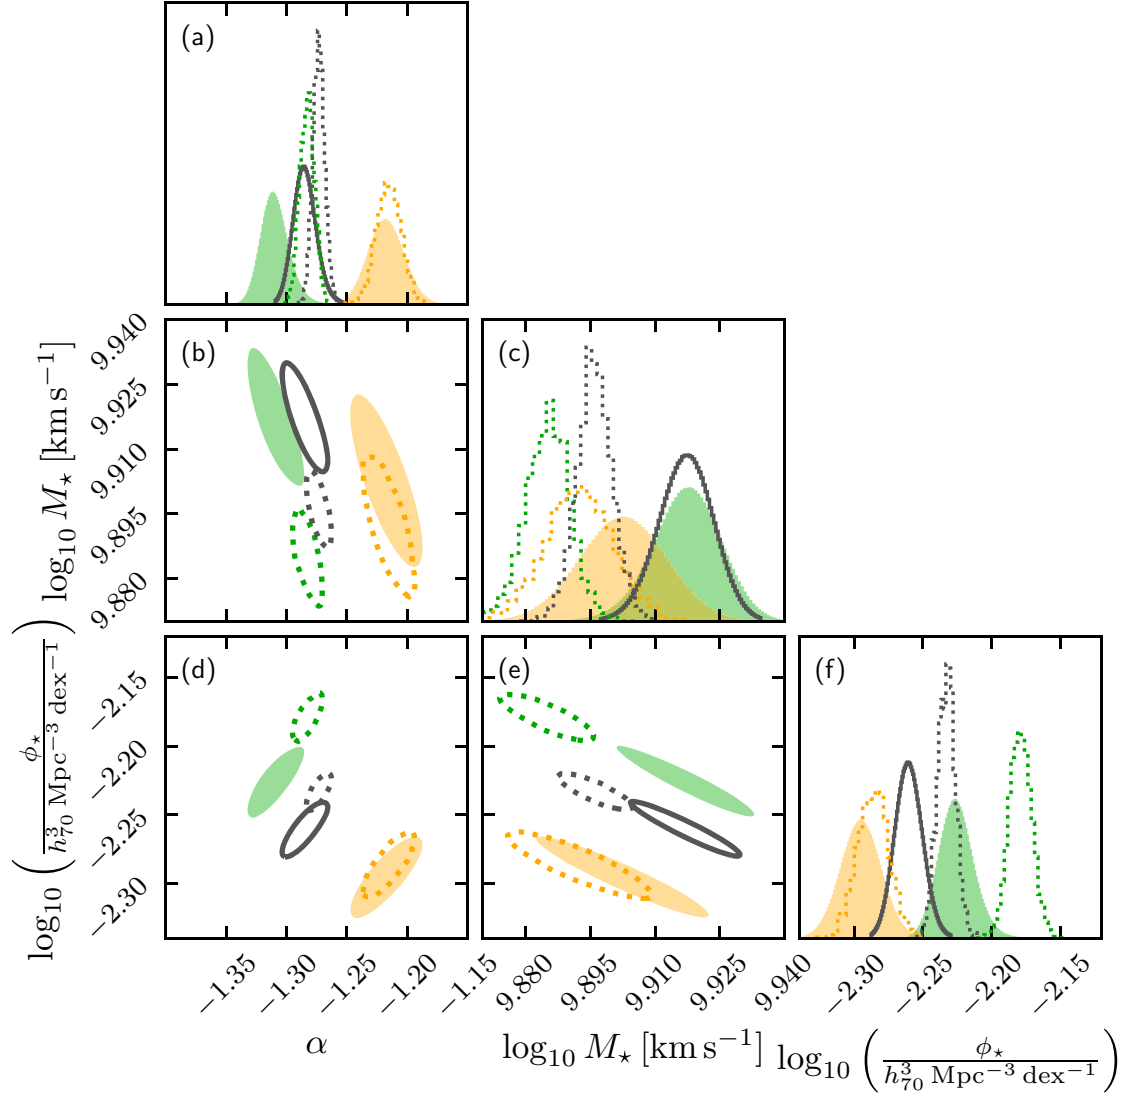 (a)
9.940
9.925
9.910
9.895
9.880
log₁₀ M⋆ [km s⁻¹]
(b)
(c)
−2.15
−2.20
−2.25
−2.30
log₁₀ (ϕ⋆ / h³₇₀ Mpc⁻³ dex⁻¹)
(d)
(e)
(f)
−1.35
−1.30
−1.25
−1.20
−1.15
9.880
9.895
9.910
9.925
9.940
−2.30
−2.25
−2.20
−2.15
α
log₁₀ M⋆ [km s⁻¹]
log₁₀ (ϕ⋆ / h³₇₀ Mpc⁻³ dex⁻¹)